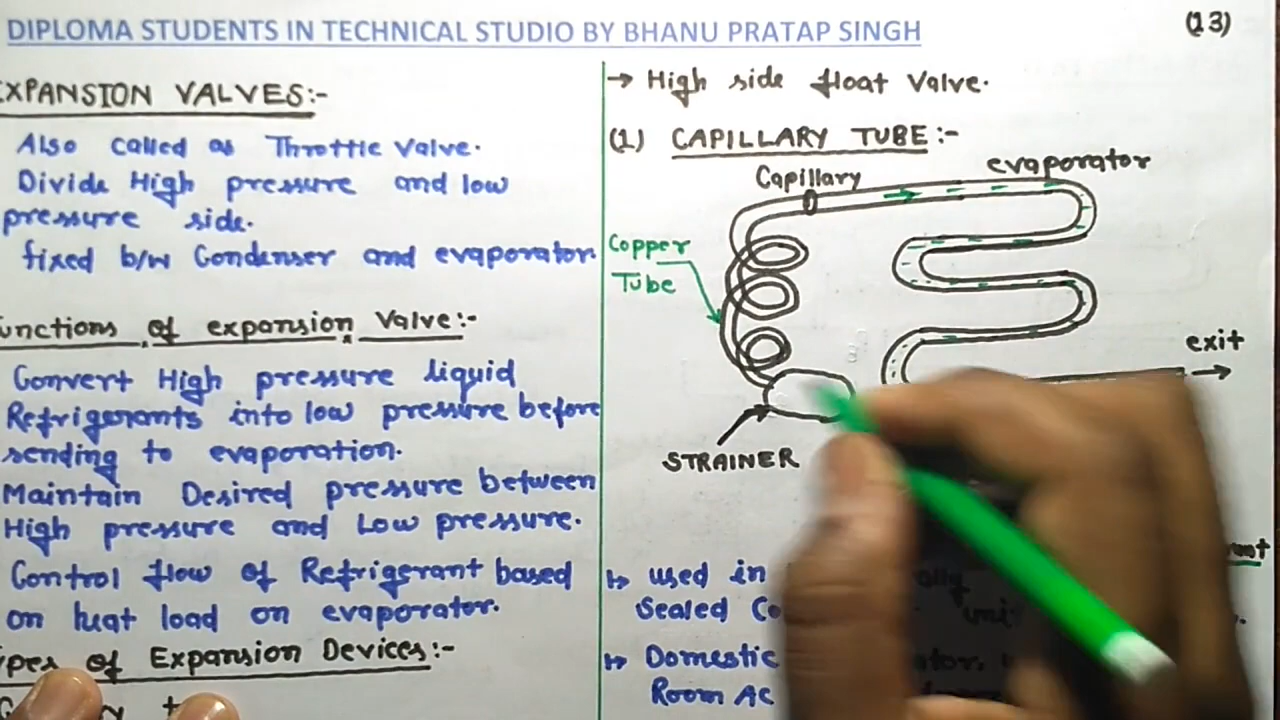 DIPLOMA STUDENTS IN TECHNICAL STUDIO BY BHANU PRATAP SINGH
(13)
EXPANSION VALVES:-
Also called as Throttle valve.
Divide High pressure and low
pressure side.
fixed b/w Condenser and evaporator.
unctions of expansion Valve:-
Convert High pressure liquid
Refrigerants into low pressure before
sending to evaporation.
Maintain Desired pressure between
High pressure and Low pressure.
Control flow of Refrigerant based
on heat load on evaporator.
ypes of Expansion Devices:-
→ High side float Valve.
(1) CAPILLARY TUBE:-
Capillary
evaporator
Copper
Tube
exit
STRAINER
used in
Sealed
Domestic
Room AC